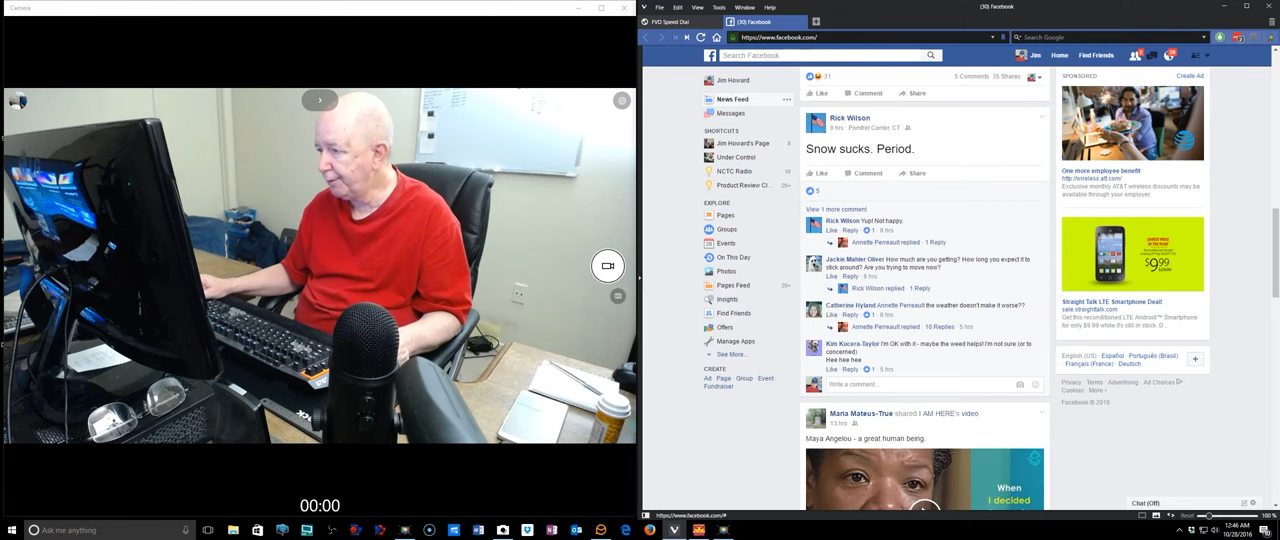 Camera
File Edit View Tools Window Help
(30) Facebook
FVD Speed Dial
(30) Facebook
https://www.facebook.com/
Search Google
2
Search Facebook
Jim Home Find Friends
Jim Howard
News Feed
Messages
SHORTCUTS
Jim Howard's Page 8
Under Control
NCTC Radio 18
Product Review Cl... 20+
EXPLORE
Pages
Groups
Events
On This Day
Photos
Pages Feed 20+
Insights
Find Friends
Offers
Manage Apps
See More...
CREATE
Ad Page Group Event
Fundraiser
31
5 Comments 35 Shares
Like Comment Share
Rick Wilson
9 hrs · Pomfret Center, CT
Snow sucks. Period.
Like Comment Share
5
View 1 more comment
Rick Wilson Yup! Not happy.
Like · Reply · 1 · 8 hrs
Annette Perreault replied · 1 Reply
Jackie Mahler Oliver How much are you getting? How long you expect it to
stick around? Are you trying to move now?
Like · Reply · 8 hrs
Rick Wilson replied · 1 Reply
Catherine Hyland Annette Perreault the weather doesn't make it worse??
Like · Reply · 1 · 6 hrs
Annette Perreault replied · 10 Replies · 5 hrs
Kim Kucera-Taylor I'm OK with it - maybe the weed helps! I'm not sure (or to
concerned)
Hee hee hee
Like · Reply · 1 · 5 hrs
Write a comment...
Maria Mateus-True shared I AM HERE's video.
13 hrs
Maya Angelou - a great human being.
When
I decided
SPONSORED Create Ad
One more employee benefit
http://wireless.att.com/
Exclusive monthly AT&T wireless discounts may be
available through your employer.
$9.99
Straight Talk LTE Smartphone Deal!
sale.straighttalk.com
Get this reconditioned LTE Android™ Smartphone
for only $9.99 while it's still in stock. D...
English (US) · Español · Português (Brasil) ·
Français (France) · Deutsch
Privacy · Terms · Advertising · Ad Choices
Cookies · More
Facebook © 2016
Chat (Off)
00:00
https://www.facebook.com/#
Reset 100 %
Ask me anything
12:46 AM
10/28/2016